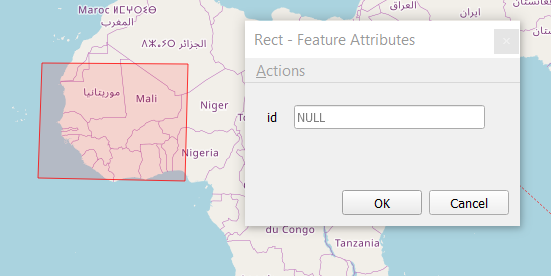 Maroc ⵍⵎⵖⵔⵉⴱ
المغرب
الجزائر
موريتانيا
Mali
Niger
Nigeria
Rect - Feature Attributes
Actions
id
NULL
OK
Cancel
العراق
ایران
du Congo
Tanzania